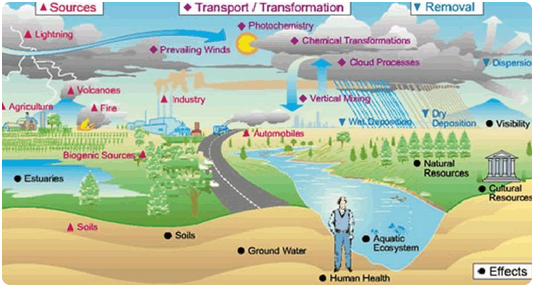 Sources
Transport / Transformation
Removal
Photochemistry
Lightning
Chemical Transformations
Prevailing Winds
Cloud Processes
Dispersio
Volcanoes
Agricultura
Fire
Industry
Vertical Mixing
Wet Deposition
Dry
Deposition
Visibility
Automobiles
Biogenic Sources
Natural
Resources
Estuaries
Cultural
Resources
Soils
Soils
Ground Water
Aquatic
Ecosystem
Human Health
Effects